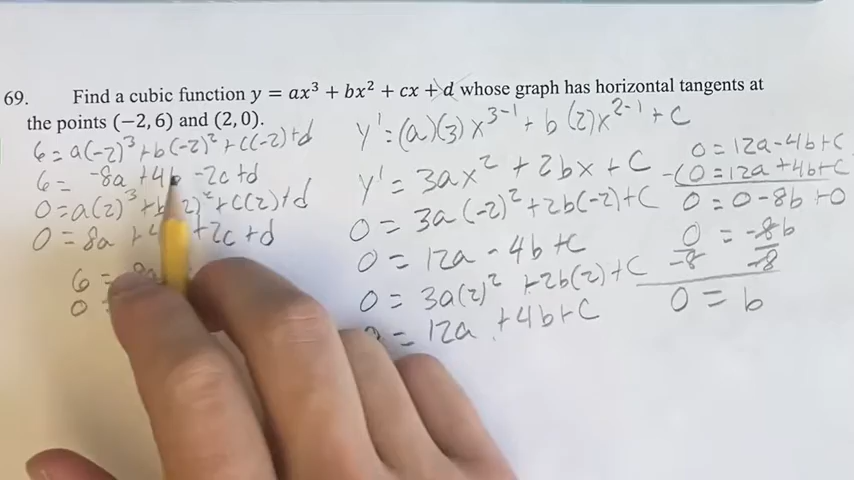 69. Find a cubic function y = ax³ + bx² + cx + d whose graph has horizontal tangents at
the points (−2, 6) and (2, 0).
6 = a(-2)³ + b(-2)² + c(-2) + d
6 = -8a + 4b - 2c + d
0 = a(2)³ + b(2)² + c(2) + d
0 = 8a + 4 + 2c + d
6 =
0
y' = (a)(3)x³⁻¹ + b(2)x²⁻¹ + c
y' = 3ax² + 2bx + c
0 = 3a(-2)² + 2b(-2) + c
0 = 12a - 4b + c
0 = 3a(2)² + 2b(2) + c
= 12a + 4b + c
0 = 12a - 4b + c
-(0 = 12a + 4b + c
0 = 0 - 8b + 0
0 = -8b
-8 -8
0 = b